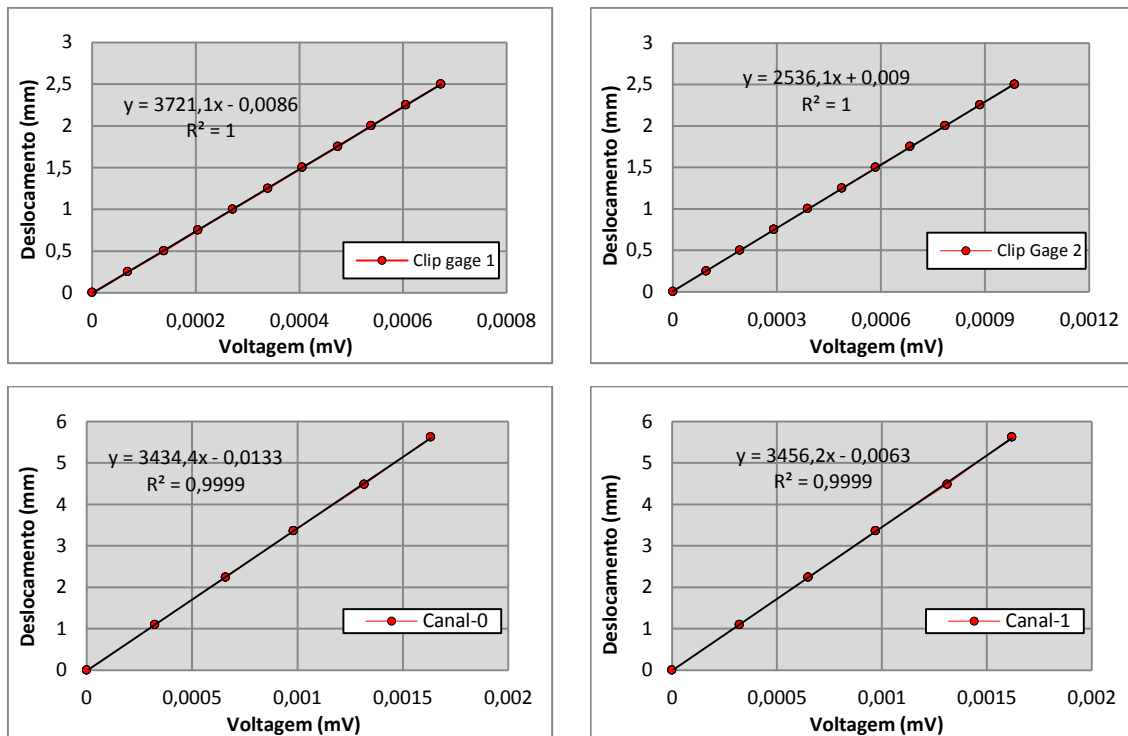 3
2,5
2
1,5
1
0,5
0
Deslocamento (mm)
y = 3721,1x - 0,0086
R² = 1
Clip gage 1
0 0,0002 0,0004 0,0006 0,0008
Voltagem (mV)
3
2,5
2
1,5
1
0,5
0
Deslocamento (mm)
y = 2536,1x + 0,009
R² = 1
Clip Gage 2
0 0,0003 0,0006 0,0009 0,0012
Voltagem (mV)
6
5
4
3
2
1
0
Deslocamento (mm)
y = 3434,4x - 0,0133
R² = 0,9999
Canal-0
0 0,0005 0,001 0,0015 0,002
Voltagem (mV)
6
5
4
3
2
1
0
Deslocamento (mm)
y = 3456,2x - 0,0063
R² = 0,9999
Canal-1
0 0,0005 0,001 0,0015 0,002
Voltagem (mV)